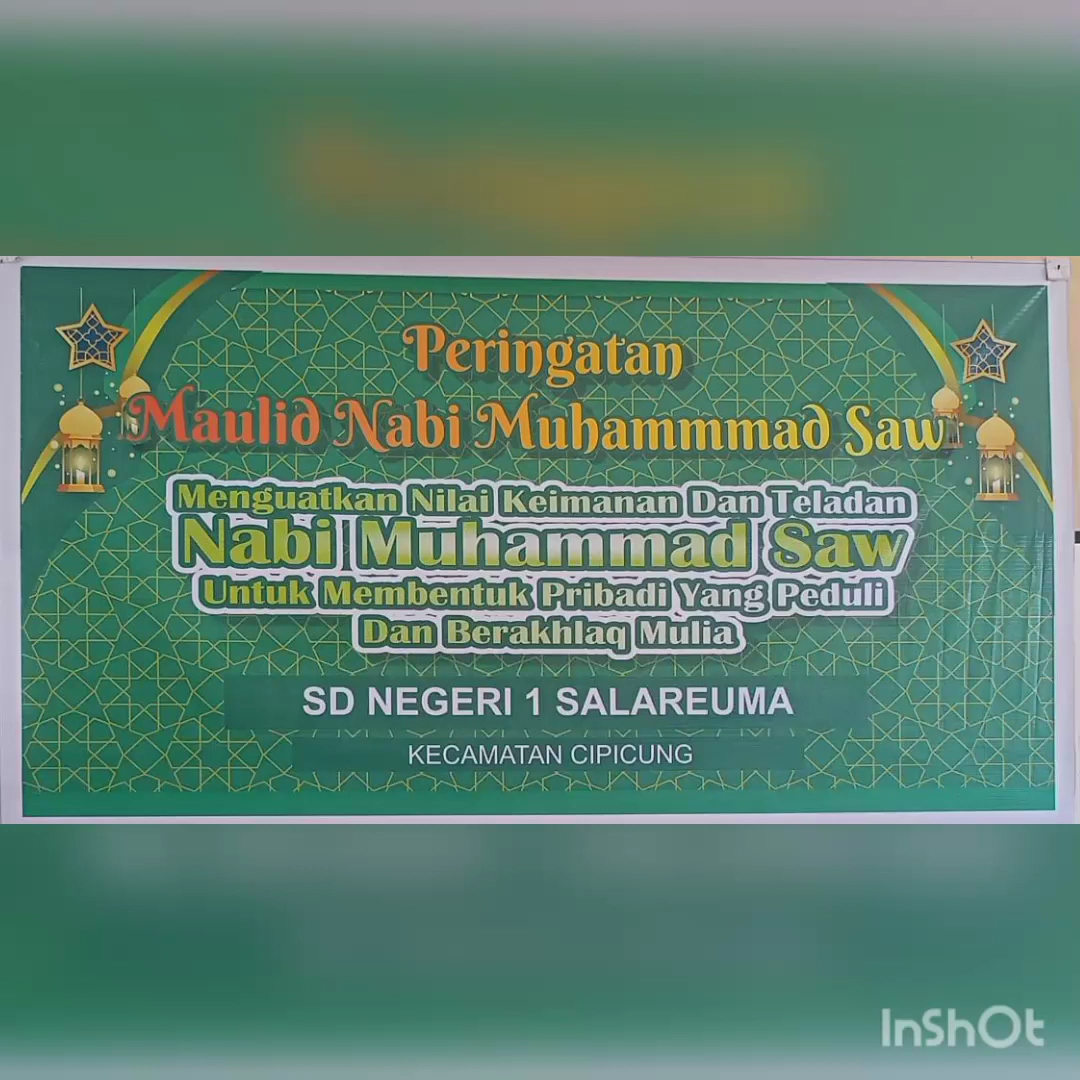 Peringatan
Maulid Nabi Muhammmad Saw
Menguatkan Nilai Keimanan Dan Teladan
Nabi Muhammad Saw
Untuk Membentuk Pribadi Yang Peduli
Dan Berakhlaq Mulia
SD NEGERI 1 SALAREUMA
KECAMATAN CIPICUNG
InShOt